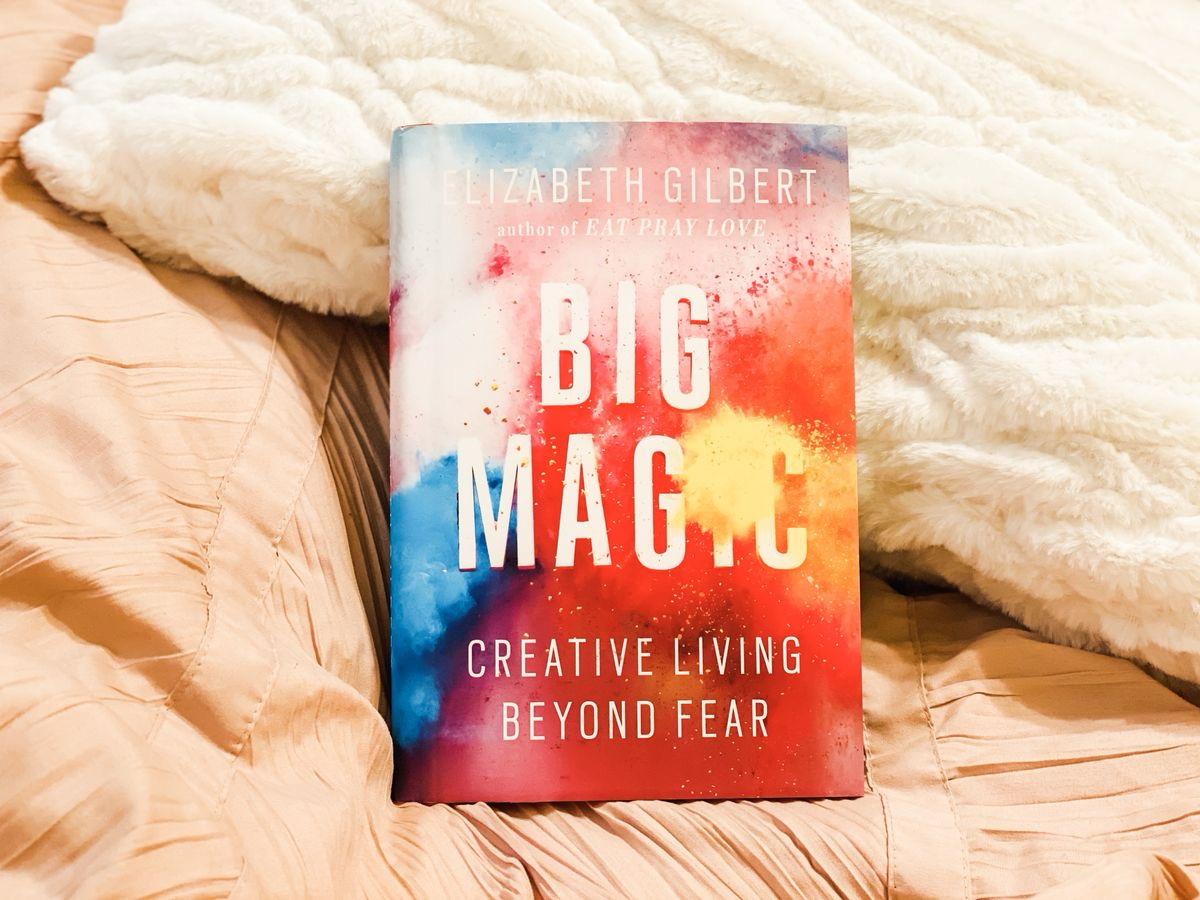 ELIZABETH GILBERT
author of EAT PRAY LOVE
BIG
MAGIC
CREATIVE LIVING
BEYOND FEAR